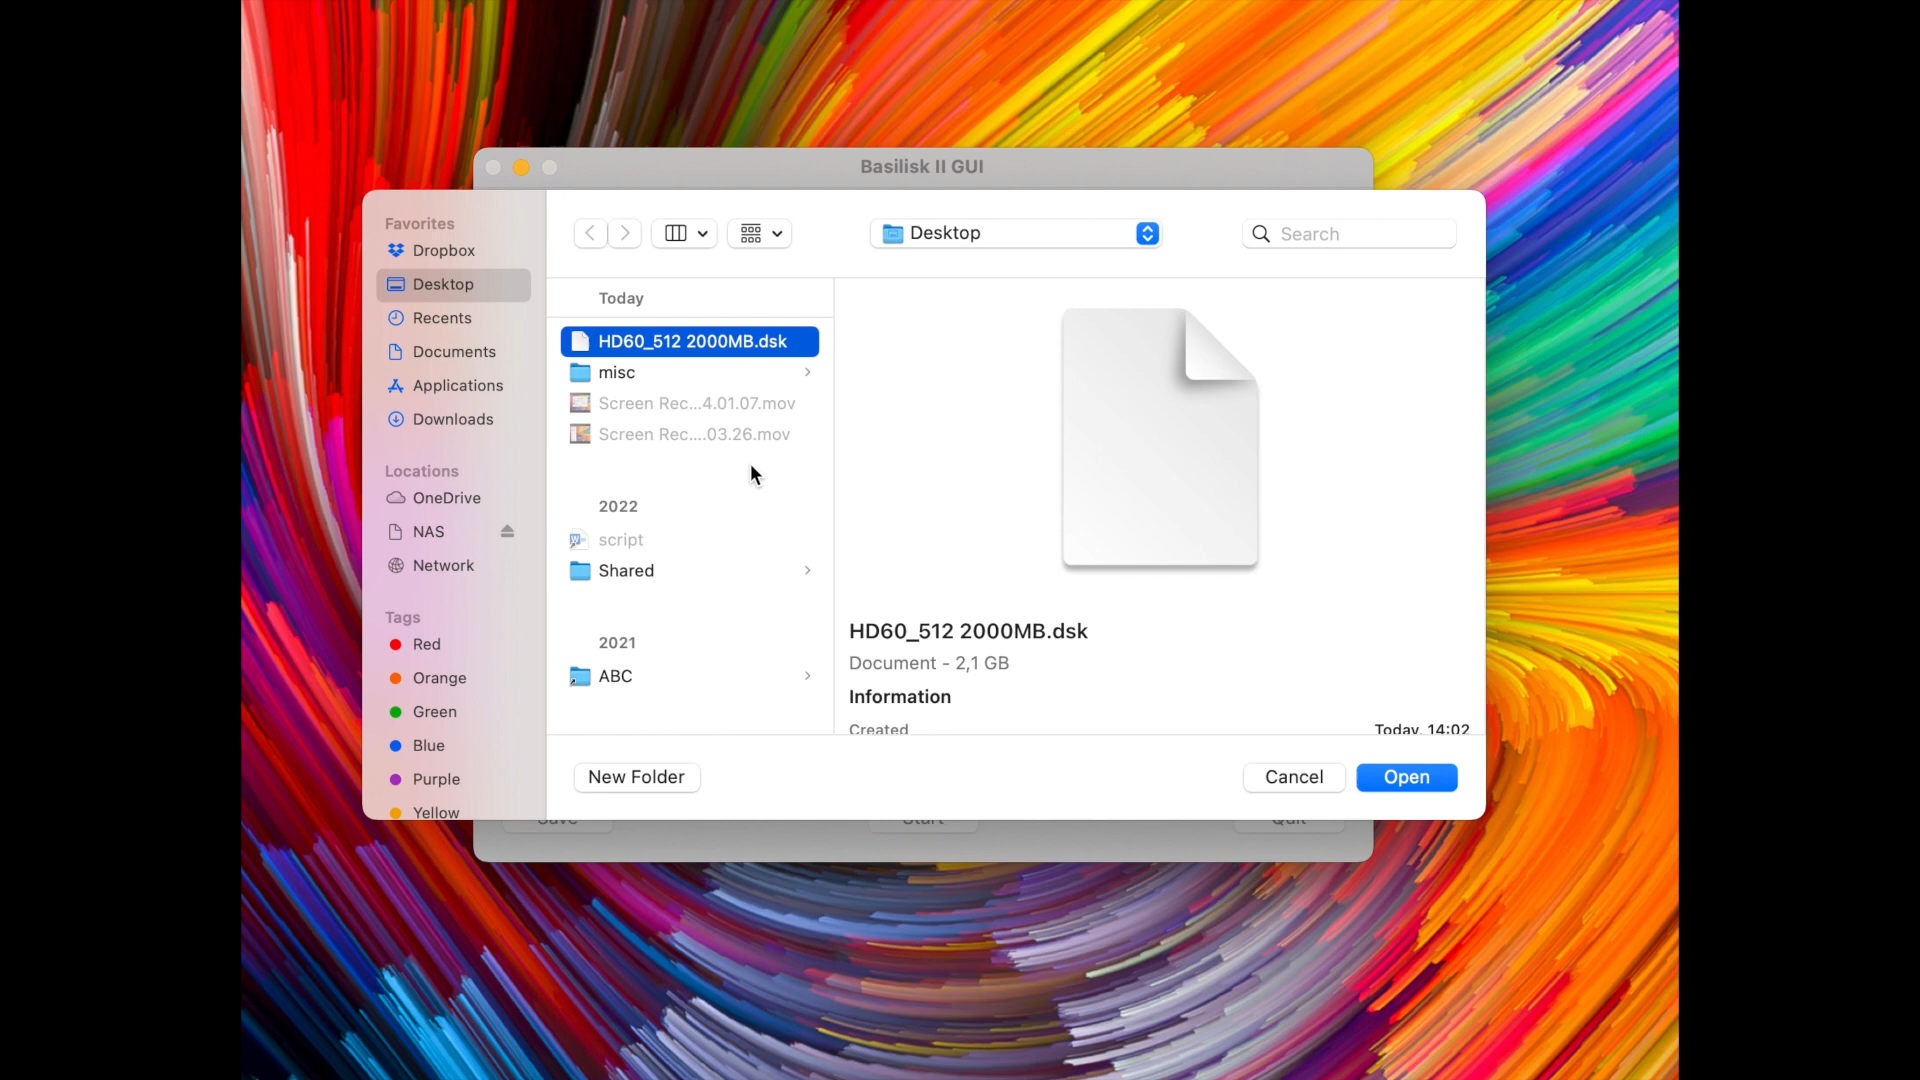 Basilisk II GUI
Favorites
Dropbox
Desktop
Recents
Documents
Applications
Downloads
Locations
OneDrive
NAS
Network
Tags
Red
Orange
Green
Blue
Purple
Yellow
Desktop
Search
Today
HD60_512 2000MB.dsk
misc
Screen Rec...4.01.07.mov
Screen Rec....03.26.mov
2022
script
Shared
2021
ABC
HD60_512 2000MB.dsk
Document - 2,1 GB
Information
Created Today, 14:02
New Folder
Cancel
Open
Save
Start
Quit